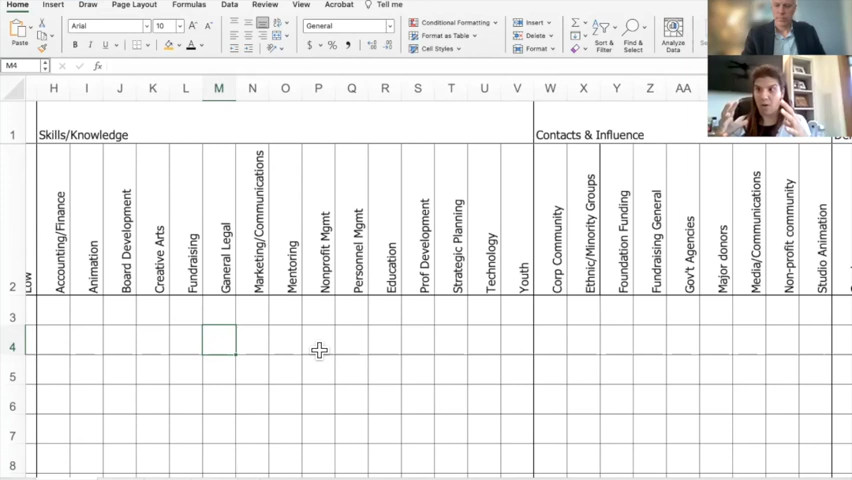 Home Insert Draw Page Layout Formulas Data Review View Acrobat Tell me
Paste
Arial 10
B I U
General
$ % ,
Conditional Formatting
Format as Table
Cell Styles
Insert
Delete
Format
Sort &
Filter
Find &
Select
Analyze
Data
M4 fx
H I J K L M N O P Q R S T U V W X Y Z AA
1 Skills/Knowledge Contacts & Influence
2
Low
Accounting/Finance
Animation
Board Development
Creative Arts
Fundraising
Ganeral Legal
Marketing/Communications
Mentoring
Nonprofit Mgmt
Personnel Mgmt
Education
Prof Development
Strategic Planning
Technology
Youth
Corp Community
Ethnic/Minority Groups
Foundation Funding
Fundraising General
Gov't Agencies
Major donors
Media/Communications
Non-profit community
Studio Animation
3
4
5
6
7
8